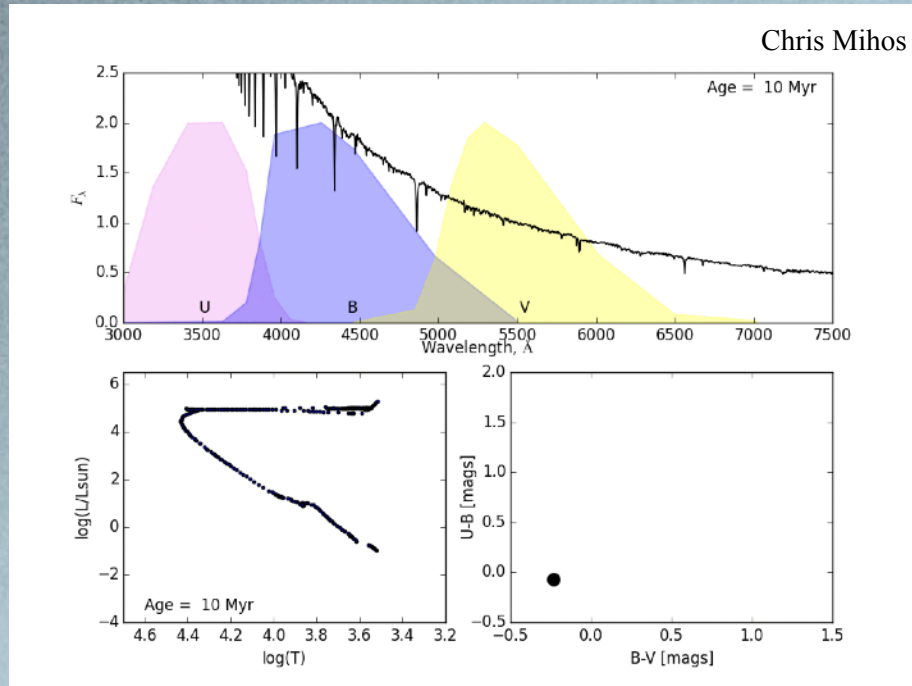 Chris Mihos
2.5
2.0
1.5
1.0
0.5
0.0
F_λ
Age = 10 Myr
U
B
V
3000 3500 4000 4500 5000 5500 6000 6500 7000 7500
Wavelength, Å
6
4
2
0
−2
−4
log(L/Lsun)
Age = 10 Myr
4.6 4.4 4.2 4.0 3.8 3.6 3.4 3.2
log(T)
2.0
1.5
1.0
0.5
0.0
−0.5
U-B [mags]
−0.5 0.0 0.5 1.0 1.5
B-V [mags]